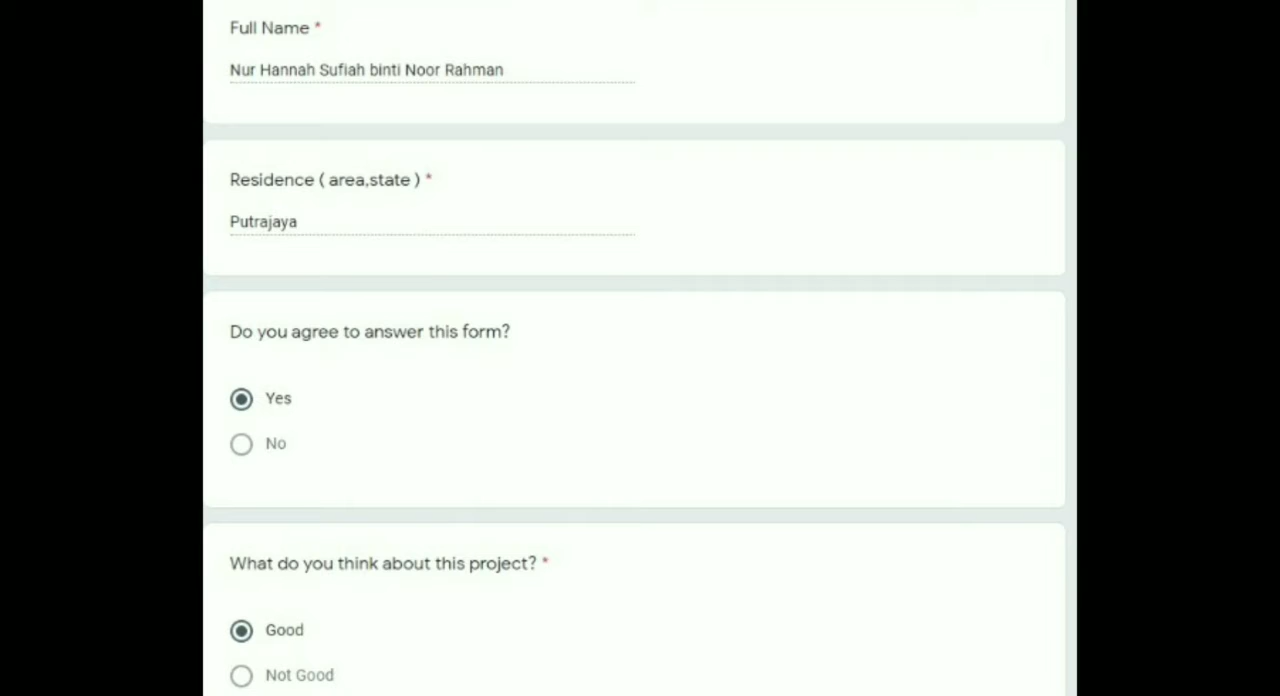 Full Name *
Nur Hannah Sufiah binti Noor Rahman
Residence ( area,state ) *
Putrajaya
Do you agree to answer this form?
Yes
No
What do you think about this project? *
Good
Not Good